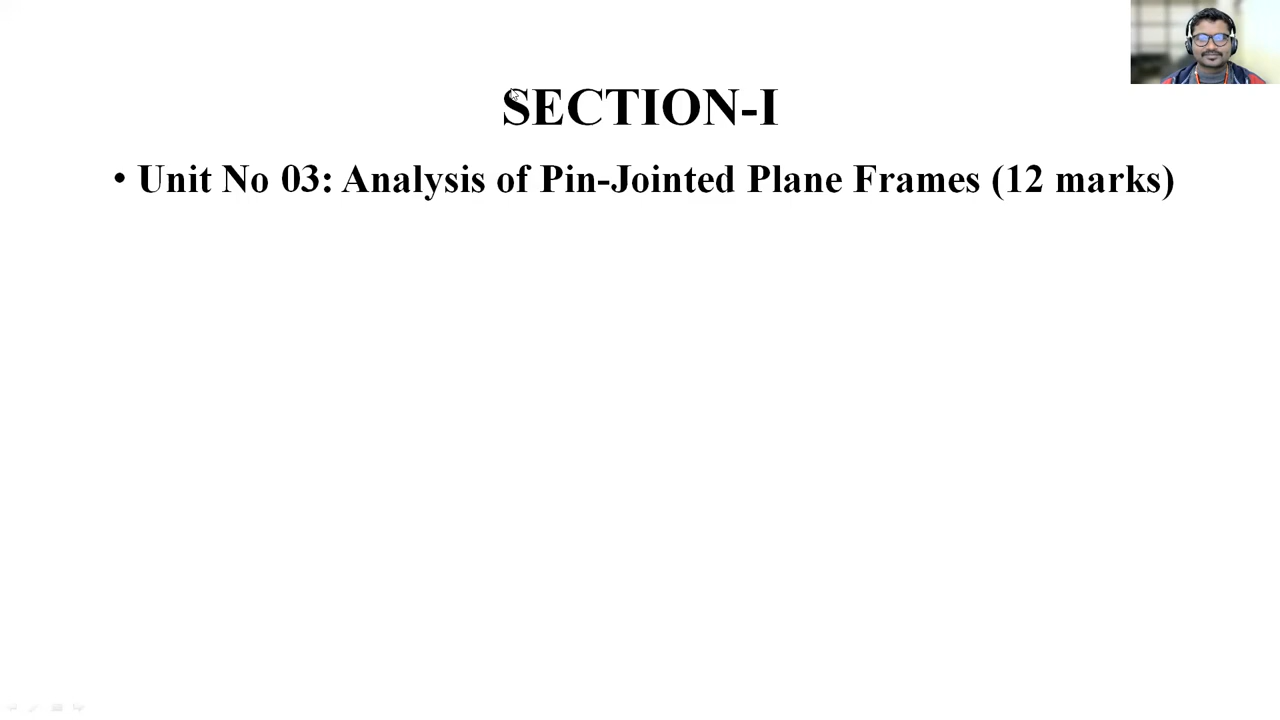 SECTION-I
• Unit No 03: Analysis of Pin-Jointed Plane Frames (12 marks)